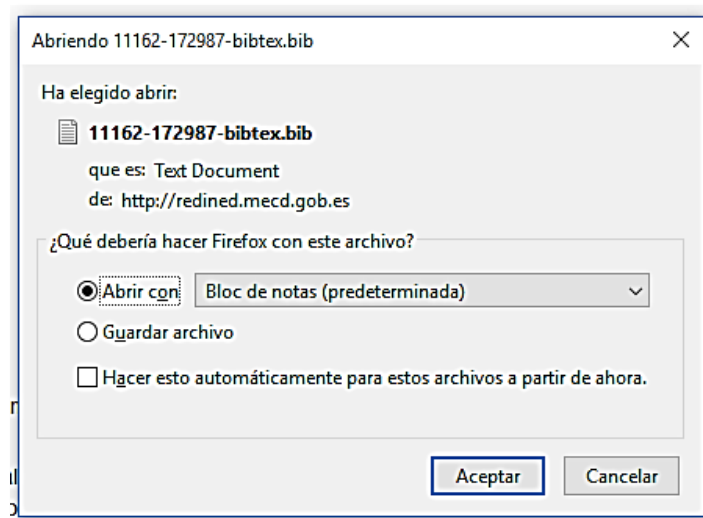 Abriendo 11162-172987-bibtex.bib
Ha elegido abrir:
11162-172987-bibtex.bib
que es: Text Document
de: http://redined.mecd.gob.es
¿Qué debería hacer Firefox con este archivo?
Abrir con Bloc de notas (predeterminada)
Guardar archivo
Hacer esto automáticamente para estos archivos a partir de ahora.
Aceptar Cancelar